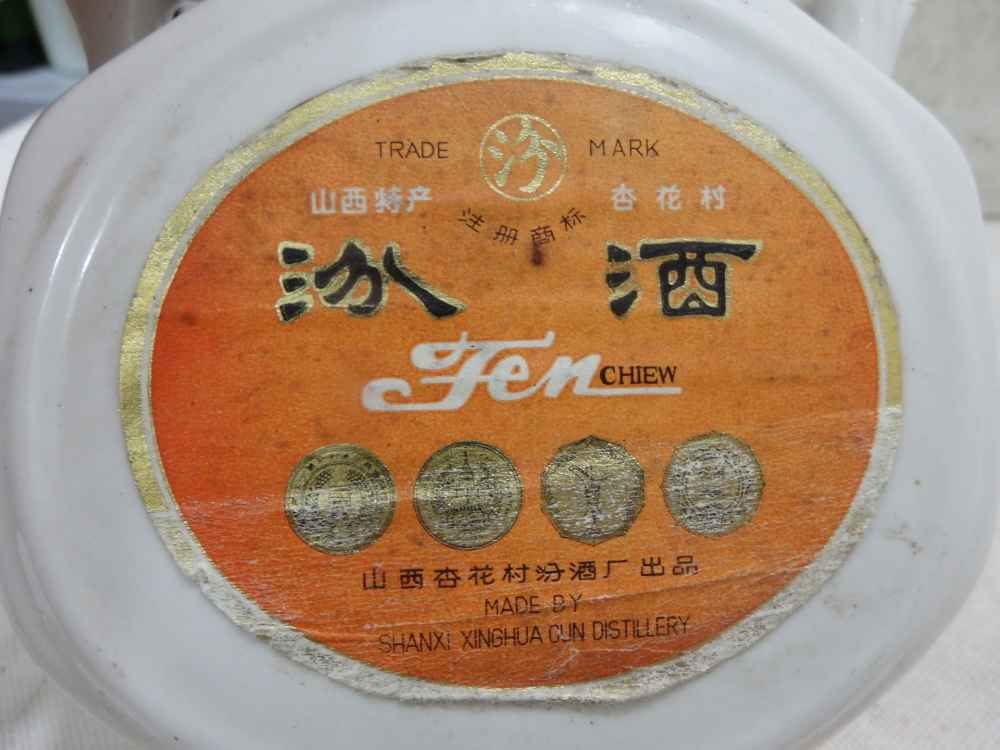 TRADE 汾 MARK
山西特产 杏花村
注册商标
汾酒
Fen CHIEW
山西杏花村汾酒厂出品
MADE BY
SHANXI XINGHUA CUN DISTILLERY